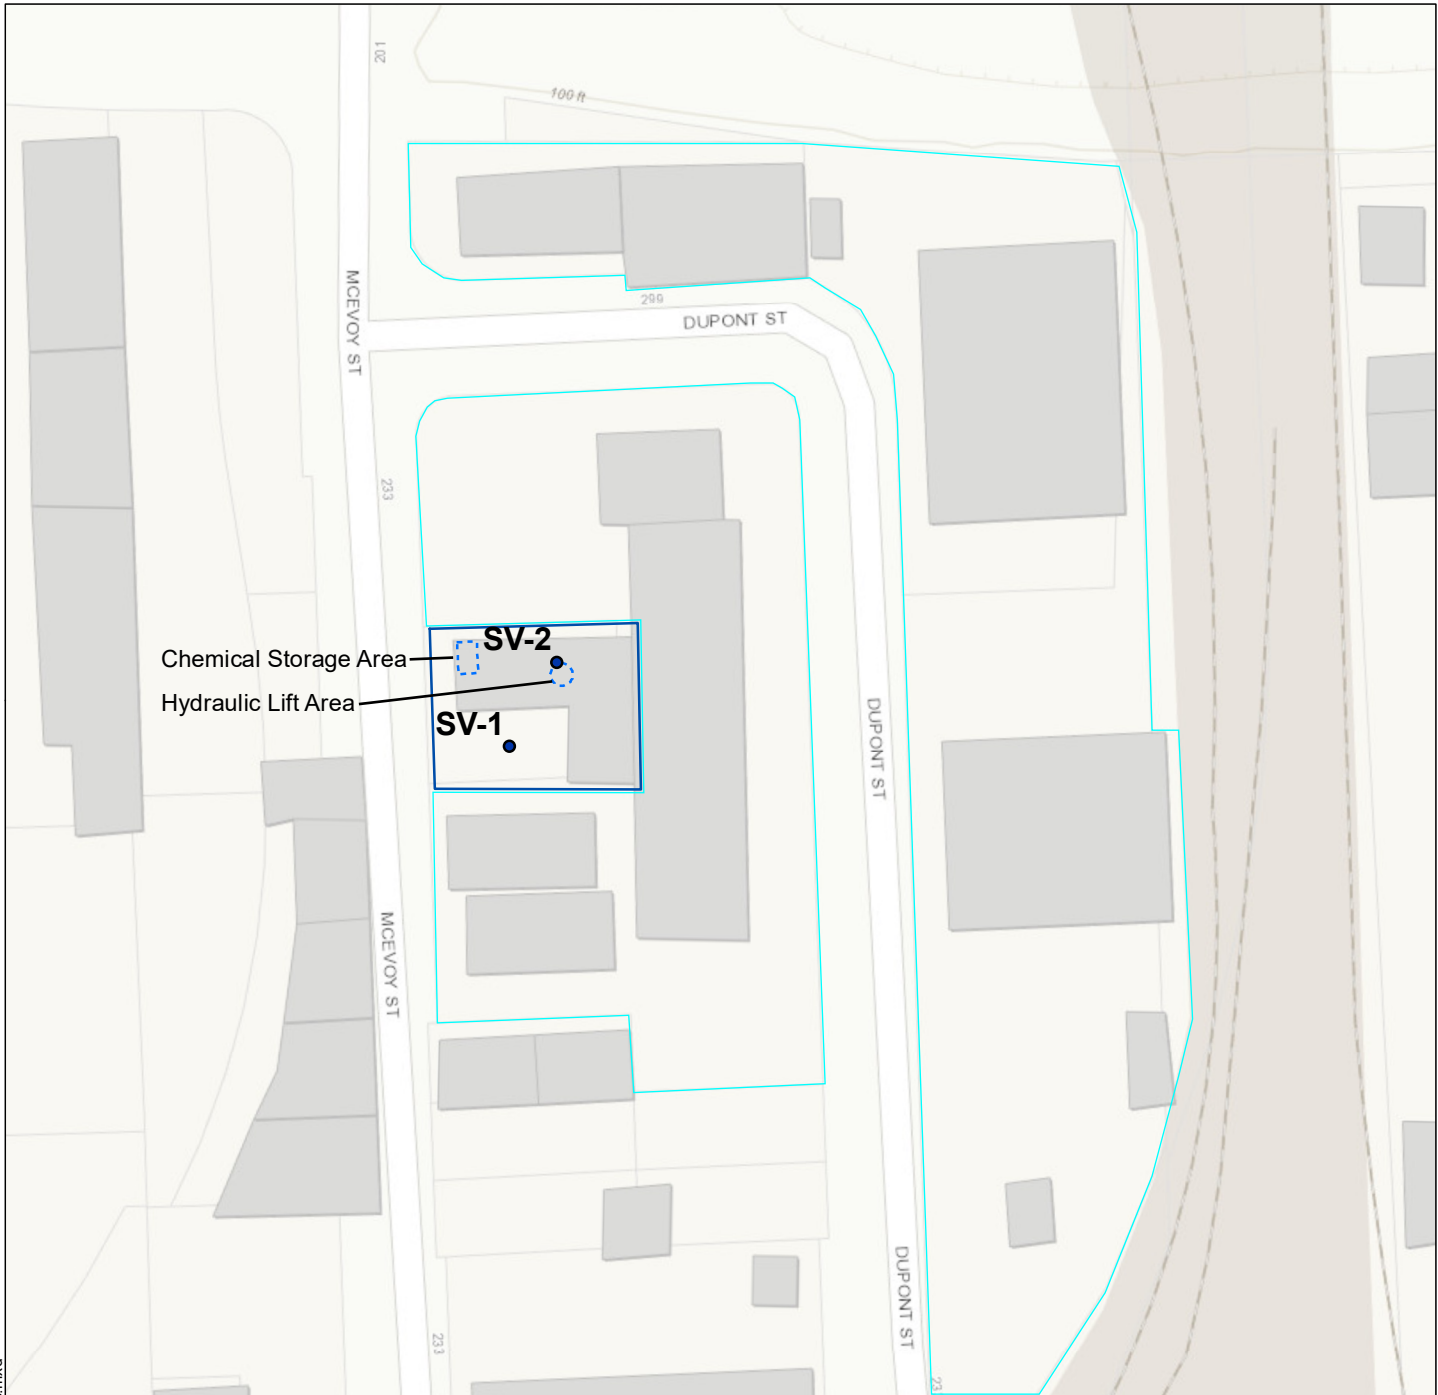 201
100 ft
MCEVOY ST
299
DUPONT ST
233
SV-2
Chemical Storage Area
Hydraulic Lift Area
SV-1
DUPONT ST
MCEVOY ST
DUPONT ST
233